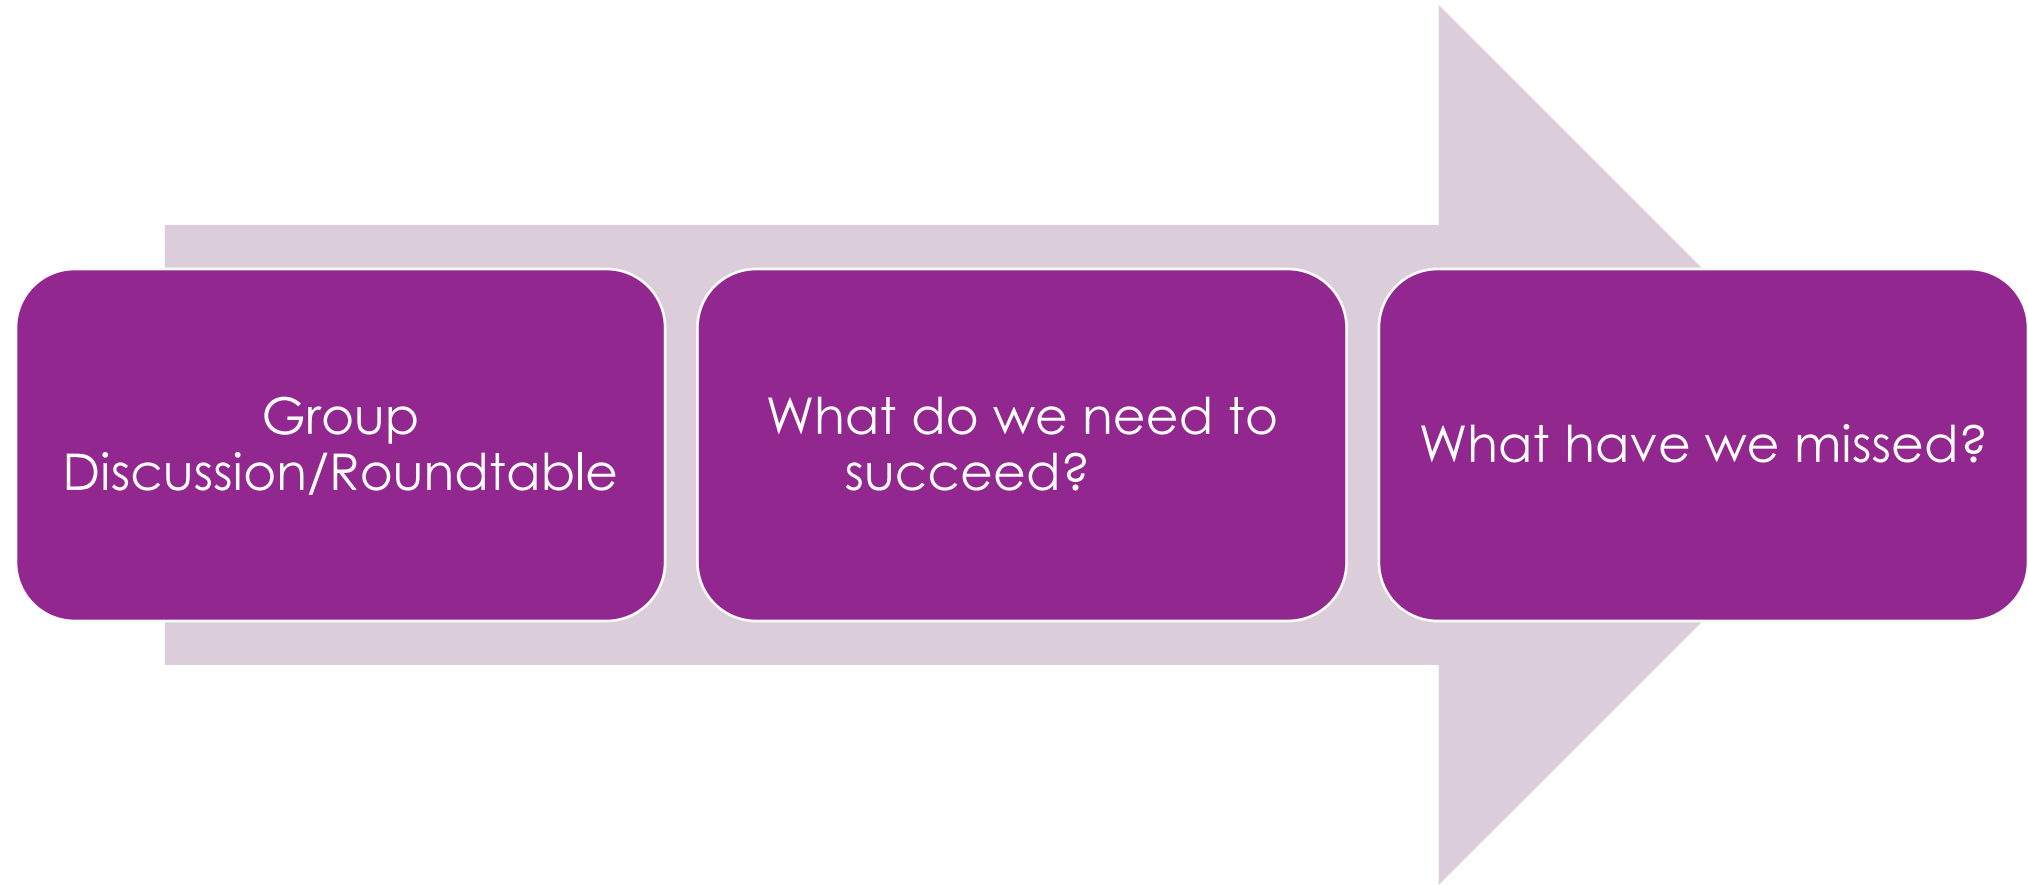 Group
Discussion/Roundtable
What do we need to
succeed?
What have we missed?